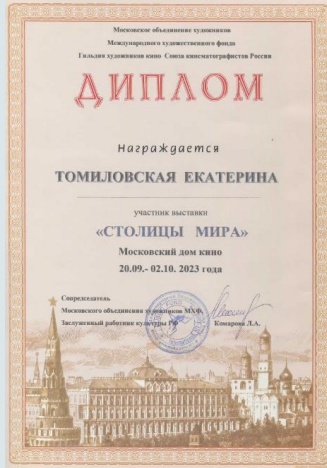 Московское объединение художников
Международного художественного фонда
Гильдия художников кино Союза кинематографистов России
ДИПЛОМ
Награждается
ТОМИЛОВСКАЯ ЕКАТЕРИНА
участник выставки
«СТОЛИЦЫ МИРА»
Московский дом кино
20.09.- 02.10. 2023 года
Сопредседатель
Московского объединения художников МХФ,
Заслуженный работник культуры РФ Комарова Л.А.